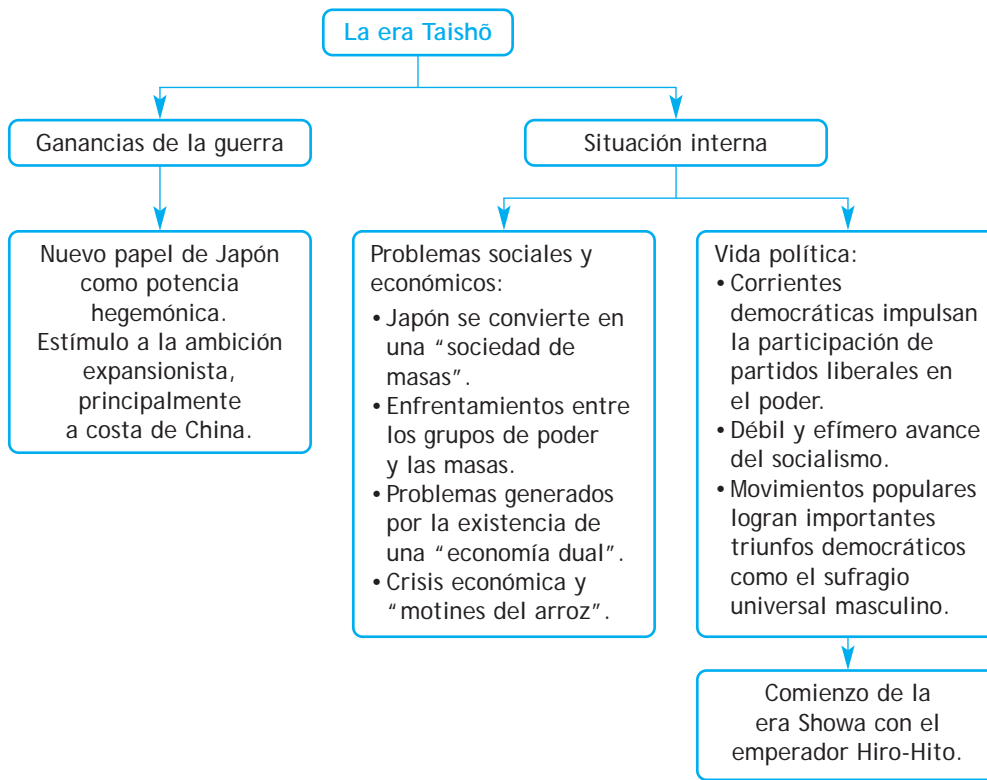 La era Taishō
Ganancias de la guerra
Situación interna
Nuevo papel de Japón
como potencia
hegemónica.
Estímulo a la ambición
expansionista,
principalmente
a costa de China.
Problemas sociales y
económicos:
• Japón se convierte en
una “sociedad de
masas”.
• Enfrentamientos entre
los grupos de poder
y las masas.
• Problemas generados
por la existencia de
una “economía dual”.
• Crisis económica y
“motines del arroz”.
Vida política:
• Corrientes
democráticas impulsan
la participación de
partidos liberales en
el poder.
• Débil y efímero avance
del socialismo.
• Movimientos populares
logran importantes
triunfos democráticos
como el sufragio
universal masculino.
Comienzo de la
era Showa con el
emperador Hiro-Hito.